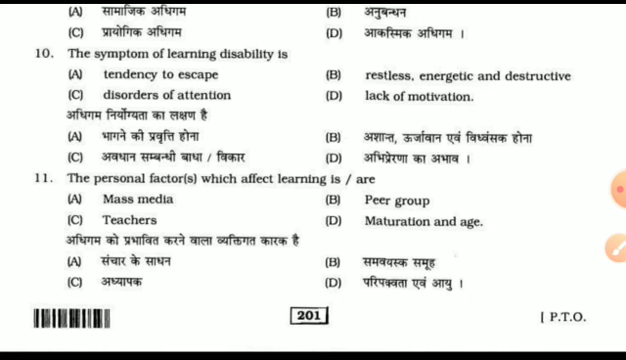 (A) सामाजिक अधिगम (B) अनुबन्धन
(C) प्रायोगिक अधिगम (D) आकस्मिक अधिगम ।
10. The symptom of learning disability is
(A) tendency to escape (B) restless, energetic and destructive
(C) disorders of attention (D) lack of motivation.
अधिगम निर्योग्यता का लक्षण है
(A) भागने की प्रवृत्ति होना (B) अशान्त, ऊर्जावान एवं विध्वंसक होना
(C) अवधान सम्बन्धी बाधा / विकार (D) अभिप्रेरणा का अभाव ।
11. The personal factor(s) which affect learning is / are
(A) Mass media (B) Peer group
(C) Teachers (D) Maturation and age.
अधिगम को प्रभावित करने वाला व्यक्तिगत कारक है
(A) संचार के साधन (B) समवयस्क समूह
(C) अध्यापक (D) परिपक्वता एवं आयु ।
201 [ P.T.O.